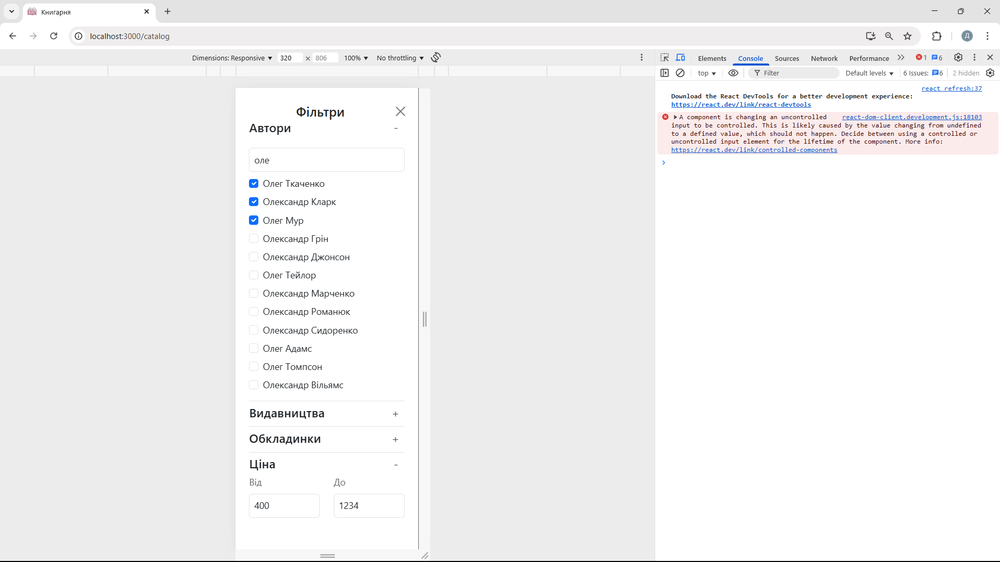 Книгарня
localhost:3000/catalog
Д
Dimensions: Responsive 320 × 806 100% No throttling
Elements Console Sources Network Performance 1 6
top Filter Default levels 6 Issues: 6 2 hidden
react refresh:37
Download the React DevTools for a better development experience:
https://react.dev/link/react-devtools
A component is changing an uncontrolled react-dom-client.development.js:18103
input to be controlled. This is likely caused by the value changing from undefined
to a defined value, which should not happen. Decide between using a controlled or
uncontrolled input element for the lifetime of the component. More info:
https://react.dev/link/controlled-components
Фільтри
Автори -
оле
Олег Ткаченко
Олександр Кларк
Олег Мур
Олександр Грін
Олександр Джонсон
Олег Тейлор
Олександр Марченко
Олександр Романюк
Олександр Сидоренко
Олег Адамс
Олег Томпсон
Олександр Вільямс
Видавництва +
Обкладинки +
Ціна -
Від До
400 1234